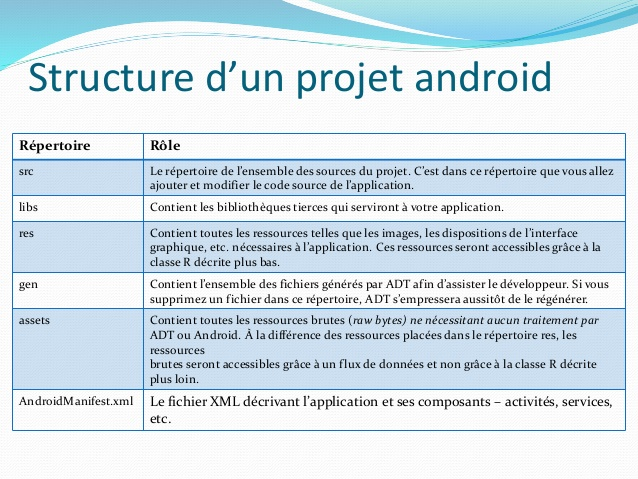 Structure d’un projet android
Répertoire Rôle
src Le répertoire de l’ensemble des sources du projet. C’est dans ce répertoire que vous allez
ajouter et modifier le code source de l’application.
libs Contient les bibliothèques tierces qui serviront à votre application.
res Contient toutes les ressources telles que les images, les dispositions de l’interface
graphique, etc. nécessaires à l’application. Ces ressources seront accessibles grâce à la
classe R décrite plus bas.
gen Contient l’ensemble des fichiers générés par ADT afin d’assister le développeur. Si vous
supprimez un fichier dans ce répertoire, ADT s’empressera aussitôt de le régénérer.
assets Contient toutes les ressources brutes (raw bytes) ne nécessitant aucun traitement par
ADT ou Android. À la différence des ressources placées dans le répertoire res, les
ressources
brutes seront accessibles grâce à un flux de données et non grâce à la classe R décrite
plus loin.
AndroidManifest.xml Le fichier XML décrivant l’application et ses composants – activités, services,
etc.